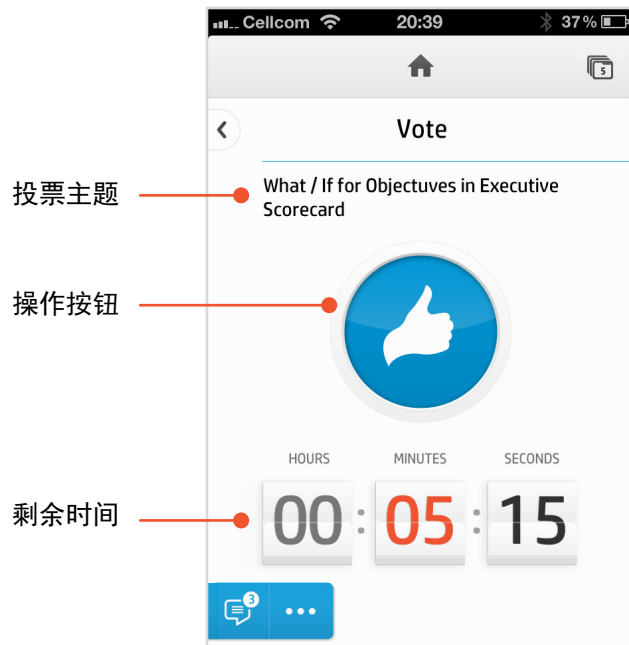 Cellcom 20:39 37%
5
Vote
投票主题
What / If for Objectuves in Executive
Scorecard
操作按钮
HOURS MINUTES SECONDS
剩余时间
00 : 05 : 15
3